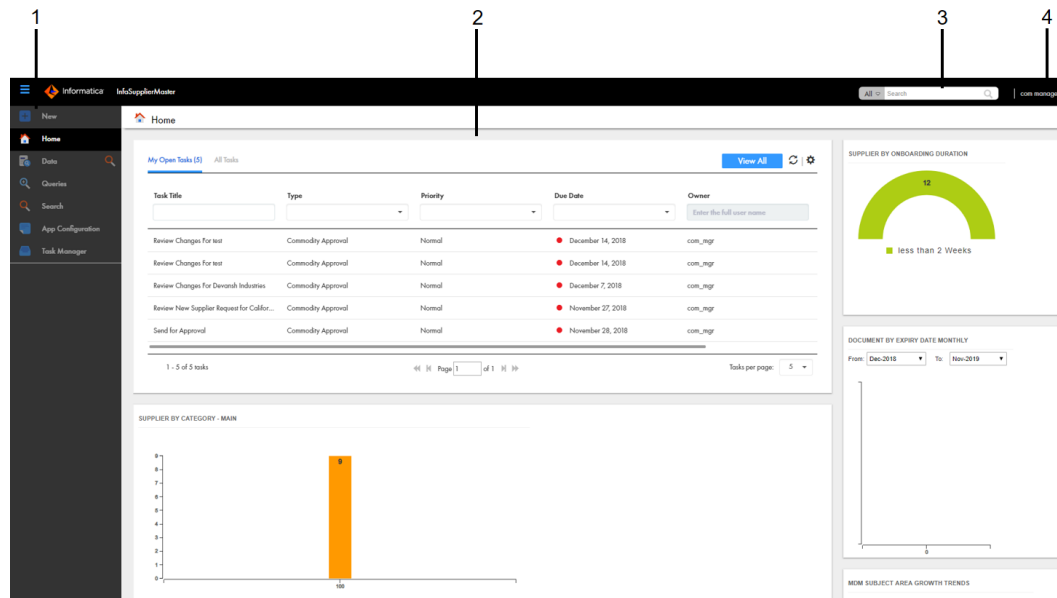 1
2
3
4
Informatica InfaSupplierMaster
All Search
com manage
New
Home
Data
Queries
Search
App Configuration
Task Manager
Home
My Open Tasks (5) All Tasks
View All
Task Title Type Priority Due Date Owner
Enter the full user name
Review Changes For test Commodity Approval Normal December 14, 2018 com_mgr
Review Changes For test Commodity Approval Normal December 14, 2018 com_mgr
Review Changes For Devansh Industries Commodity Approval Normal December 7, 2018 com_mgr
Review New Supplier Request for Califor... Commodity Approval Normal November 27, 2018 com_mgr
Send for Approval Commodity Approval Normal November 28, 2018 com_mgr
1 - 5 of 5 tasks Page 1 of 1 Tasks per page: 5
SUPPLIER BY CATEGORY - MAIN
9
8
7
6
5
4
3
2
1
0
9
100
SUPPLIER BY ONBOARDING DURATION
12
less than 2 Weeks
DOCUMENT BY EXPIRY DATE MONTHLY
From: Dec-2018 To: Nov-2019
0
MDM SUBJECT AREA GROWTH TRENDS